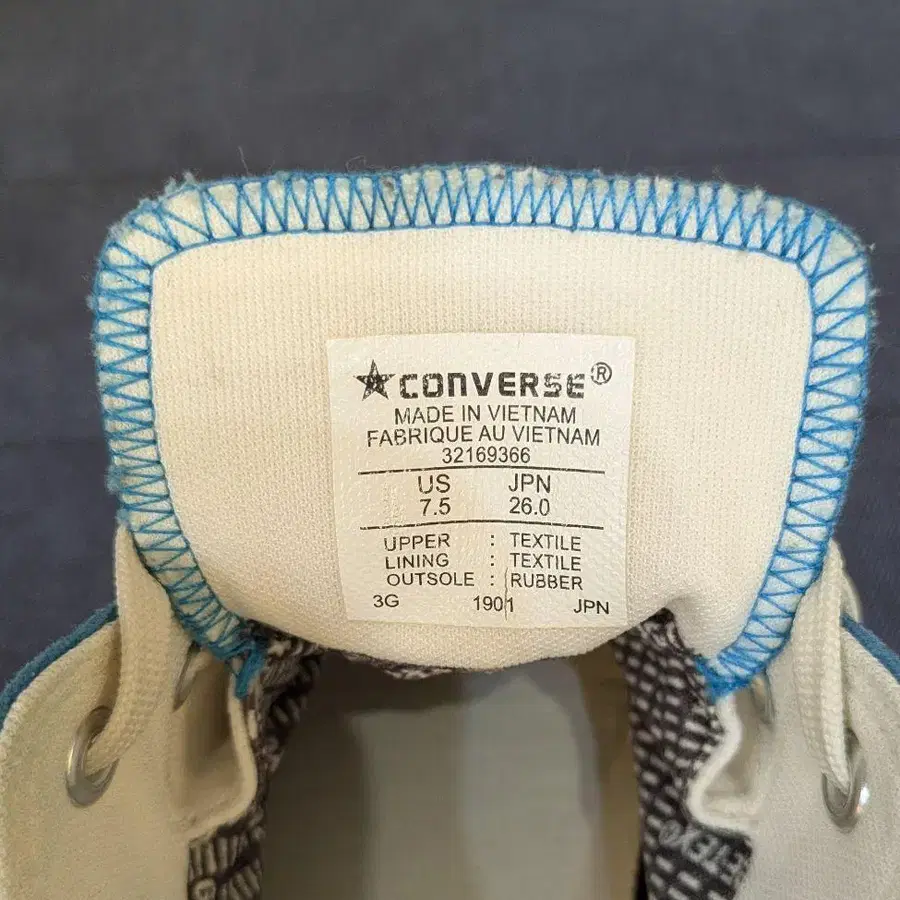 CONVERSE®
MADE IN VIETNAM
FABRIQUE AU VIETNAM
32169366
US JPN
7.5 26.0
UPPER : TEXTILE
LINING : TEXTILE
OUTSOLE : RUBBER
3G 1901 JPN